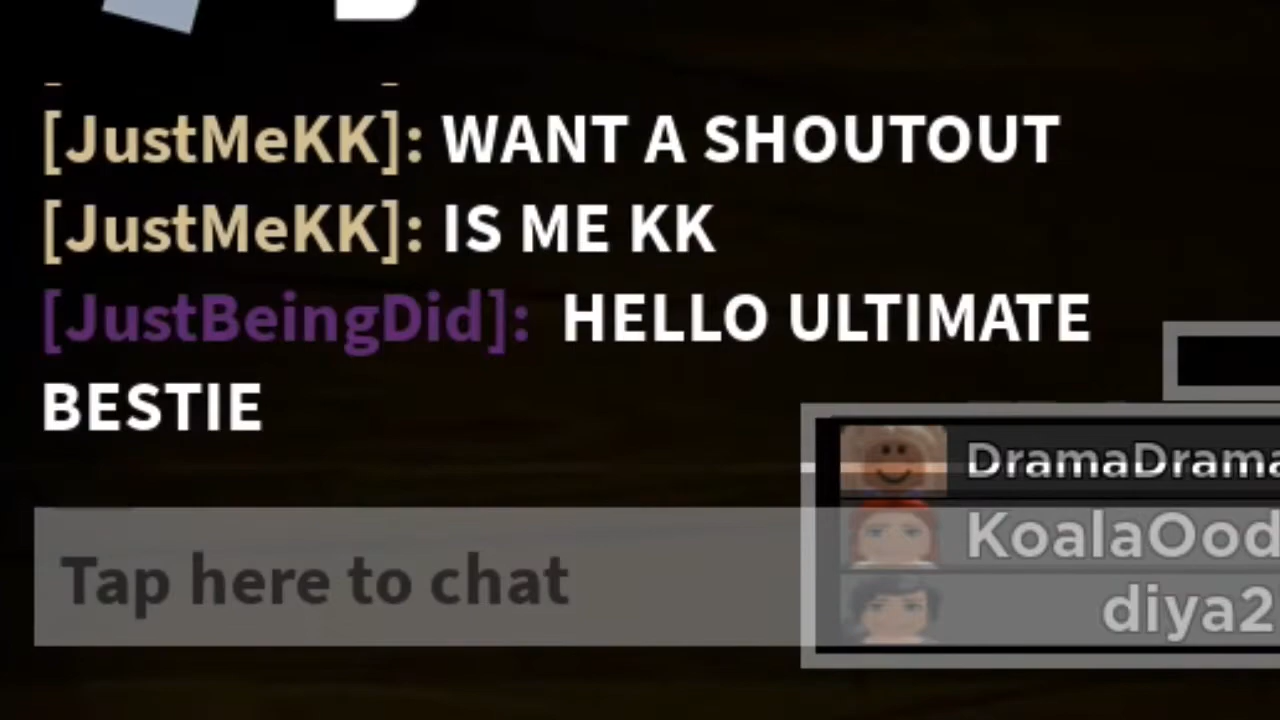 [JustMeKK]: WANT A SHOUTOUT
[JustMeKK]: IS ME KK
[JustBeingDid]: HELLO ULTIMATE
BESTIE
DramaDrama
KoalaOod
Tap here to chat
diya2